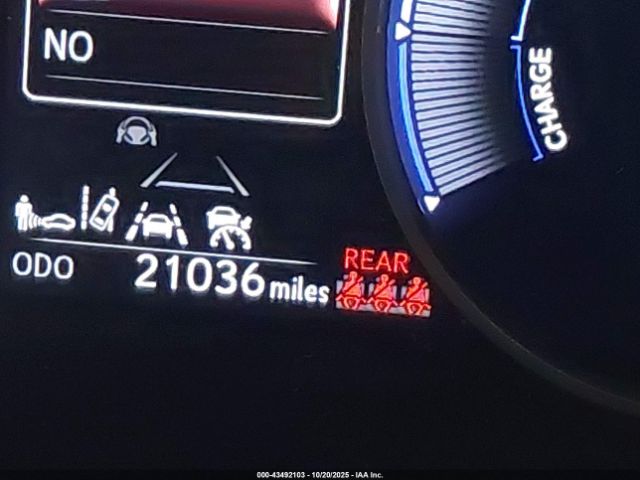 NO
CHARGE
ODO 21036 miles
REAR
000-43492103 - 10/20/2025 - IAA Inc.